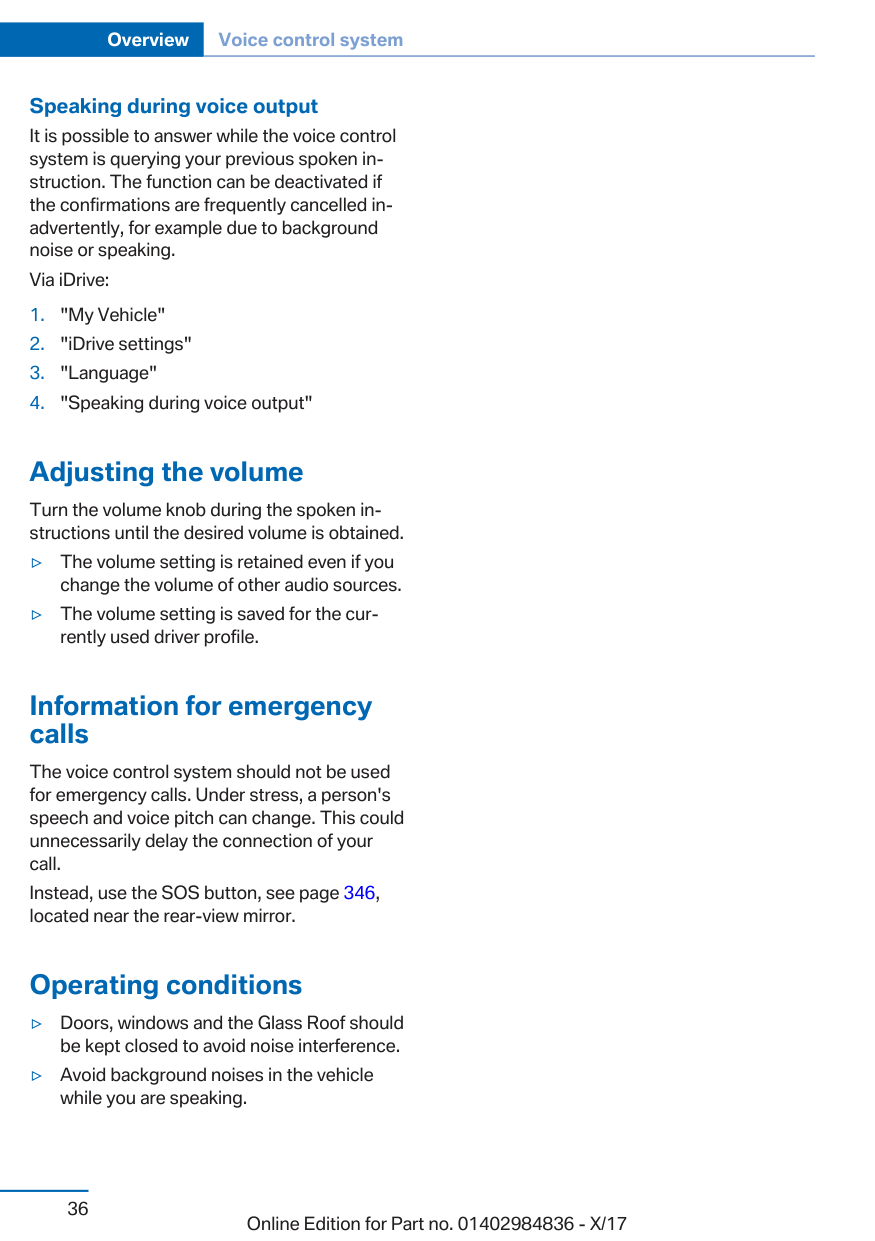 Overview Voice control system
Speaking during voice output
It is possible to answer while the voice control
system is querying your previous spoken in-
struction. The function can be deactivated if
the confirmations are frequently cancelled in-
advertently, for example due to background
noise or speaking.
Via iDrive:
1. "My Vehicle"
2. "iDrive settings"
3. "Language"
4. "Speaking during voice output"
Adjusting the volume
Turn the volume knob during the spoken in-
structions until the desired volume is obtained.
▷ The volume setting is retained even if you
change the volume of other audio sources.
▷ The volume setting is saved for the cur-
rently used driver profile.
Information for emergency
calls
The voice control system should not be used
for emergency calls. Under stress, a person's
speech and voice pitch can change. This could
unnecessarily delay the connection of your
call.
Instead, use the SOS button, see page 346,
located near the rear-view mirror.
Operating conditions
▷ Doors, windows and the Glass Roof should
be kept closed to avoid noise interference.
▷ Avoid background noises in the vehicle
while you are speaking.
36
Online Edition for Part no. 01402984836 - X/17